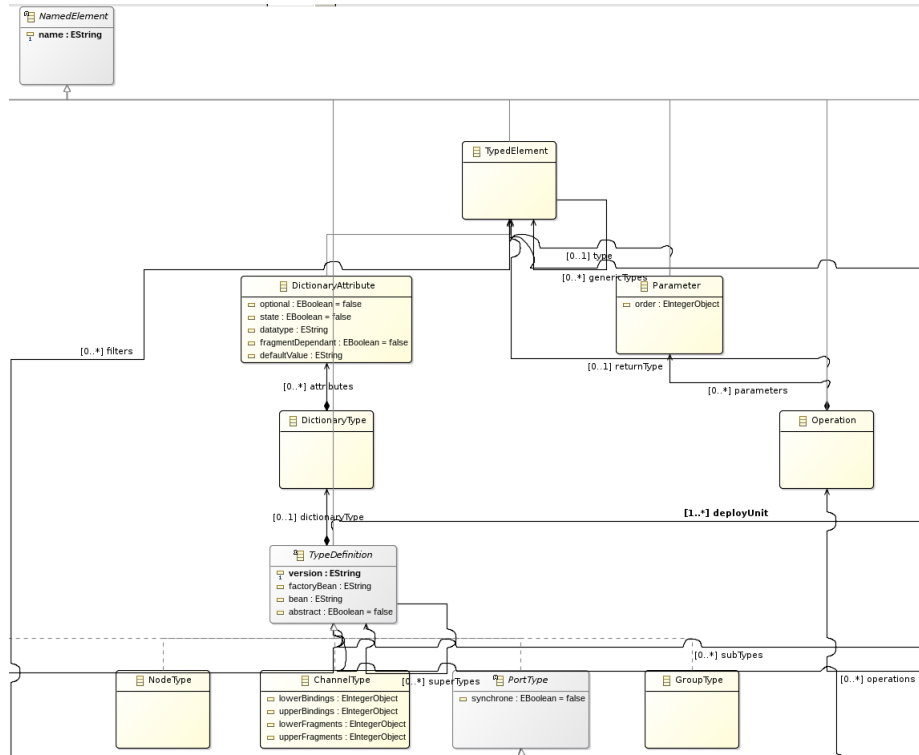 NamedElement
name : EString
TypedElement
[0..1] type
[0..*] genericTypes
DictionaryAttribute
optional : EBoolean = false
state : EBoolean = false
datatype : EString
fragmentDependant : EBoolean = false
defaultValue : EString
Parameter
order : EIntegerObject
[0..*] filters
[0..1] returnType
[0..*] attributes
[0..*] parameters
DictionaryType
Operation
[0..1] dictionaryType
[1..*] deployUnit
TypeDefinition
version : EString
factoryBean : EString
bean : EString
abstract : EBoolean = false
[0..*] subTypes
NodeType
ChannelType
lowerBindings : EIntegerObject
upperBindings : EIntegerObject
lowerFragments : EIntegerObject
upperFragments : EIntegerObject
[0..*] superTypes
PortType
synchrone : EBoolean = false
GroupType
[0..*] operations